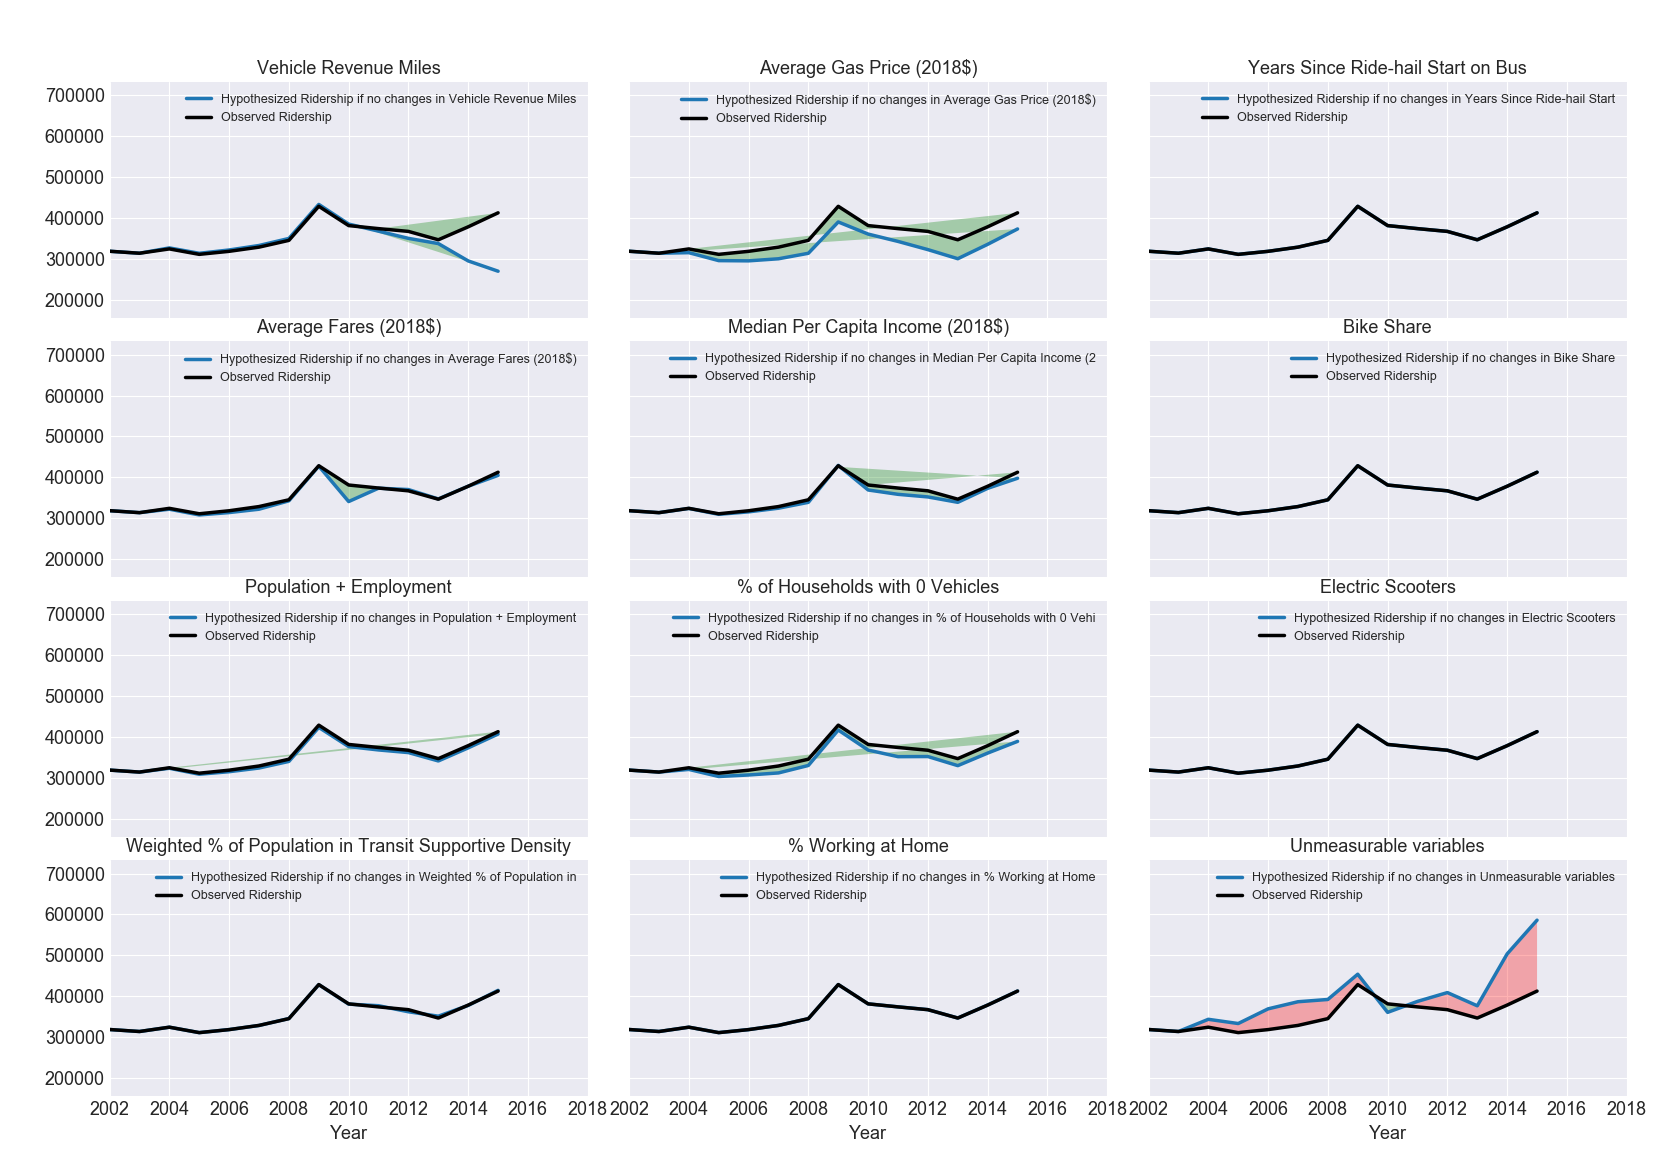 Vehicle Revenue Miles
Hypothesized Ridership if no changes in Vehicle Revenue Miles
Observed Ridership
700000
600000
500000
400000
300000
200000
Average Gas Price (2018$)
Hypothesized Ridership if no changes in Average Gas Price (2018$)
Observed Ridership
Years Since Ride-hail Start on Bus
Hypothesized Ridership if no changes in Years Since Ride-hail Start
Observed Ridership
Average Fares (2018$)
Hypothesized Ridership if no changes in Average Fares (2018$)
Observed Ridership
700000
600000
500000
400000
300000
200000
Median Per Capita Income (2018$)
Hypothesized Ridership if no changes in Median Per Capita Income (2
Observed Ridership
Bike Share
Hypothesized Ridership if no changes in Bike Share
Observed Ridership
Population + Employment
Hypothesized Ridership if no changes in Population + Employment
Observed Ridership
700000
600000
500000
400000
300000
200000
% of Households with 0 Vehicles
Hypothesized Ridership if no changes in % of Households with 0 Vehi
Observed Ridership
Electric Scooters
Hypothesized Ridership if no changes in Electric Scooters
Observed Ridership
Weighted % of Population in Transit Supportive Density
Hypothesized Ridership if no changes in Weighted % of Population in
Observed Ridership
700000
600000
500000
400000
300000
200000
2002 2004 2006 2008 2010 2012 2014 2016 2018
Year
% Working at Home
Hypothesized Ridership if no changes in % Working at Home
Observed Ridership
2002 2004 2006 2008 2010 2012 2014 2016 2018
Year
Unmeasurable variables
Hypothesized Ridership if no changes in Unmeasurable variables
Observed Ridership
2002 2004 2006 2008 2010 2012 2014 2016 2018
Year